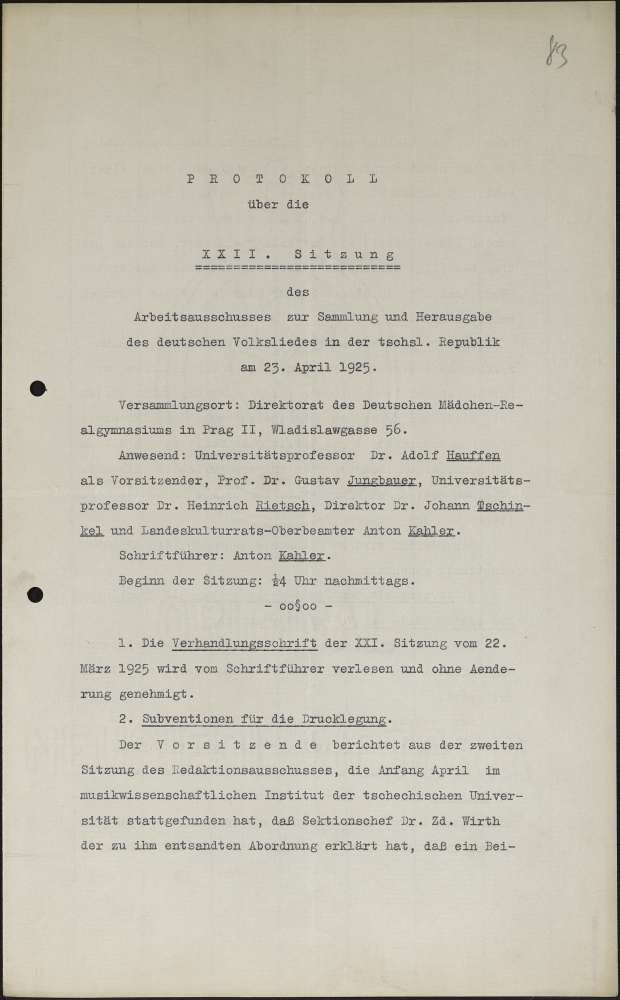 83
P R O T O K O L L
über die
XXII. Sitzung
des
Arbeitsausschusses zur Sammlung und Herausgabe
des deutschen Volksliedes in der tschsl. Republik
am 23. April 1925.
Versammlungsort: Direktorat des Deutschen Mädchen-Re-
algymnasiums in Prag II, Wladislawgasse 56.
Anwesend: Universitätsprofessor Dr. Adolf Hauffen
als Vorsitzender, Prof. Dr. Gustav Jungbauer, Universitäts-
professor Dr. Heinrich Rietsch, Direktor Dr. Johann Tschin-
kel und Landeskulturrats-Oberbeamter Anton Kahler.
Schriftführer: Anton Kahler.
Beginn der Sitzung: ½4 Uhr nachmittags.
- oo§oo -
1. Die Verhandlungsschrift der XXI. Sitzung vom 22.
März 1925 wird vom Schriftführer verlesen und ohne Aende-
rung genehmigt.
2. Subventionen für die Drucklegung.
Der V o r s i t z e n d e berichtet aus der zweiten
Sitzung des Redaktionsausschusses, die Anfang April im
musikwissenschaftlichen Institut der tschechischen Univer-
sität stattgefunden hat, daß Sektionschef Dr. Zd. Wirth
der zu ihm entsandten Abordnung erklärt hat, daß ein Bei-